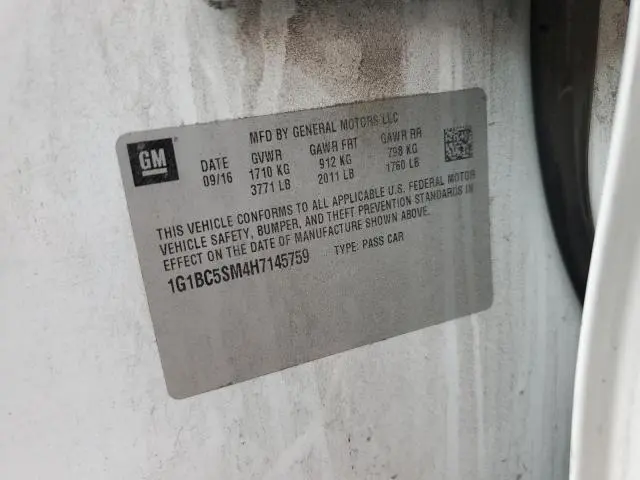 GM
MFD BY GENERAL MOTORS LLC
DATE GVWR GAWR FRT GAWR RR
09/16 1710 KG 912 KG 798 KG
3771 LB 2011 LB 1760 LB
THIS VEHICLE CONFORMS TO ALL APPLICABLE U.S. FEDERAL MOTOR
VEHICLE SAFETY, BUMPER, AND THEFT PREVENTION STANDARDS IN
EFFECT ON THE DATE OF MANUFACTURE SHOWN ABOVE.
1G1BC5SM4H7145759 TYPE: PASS CAR